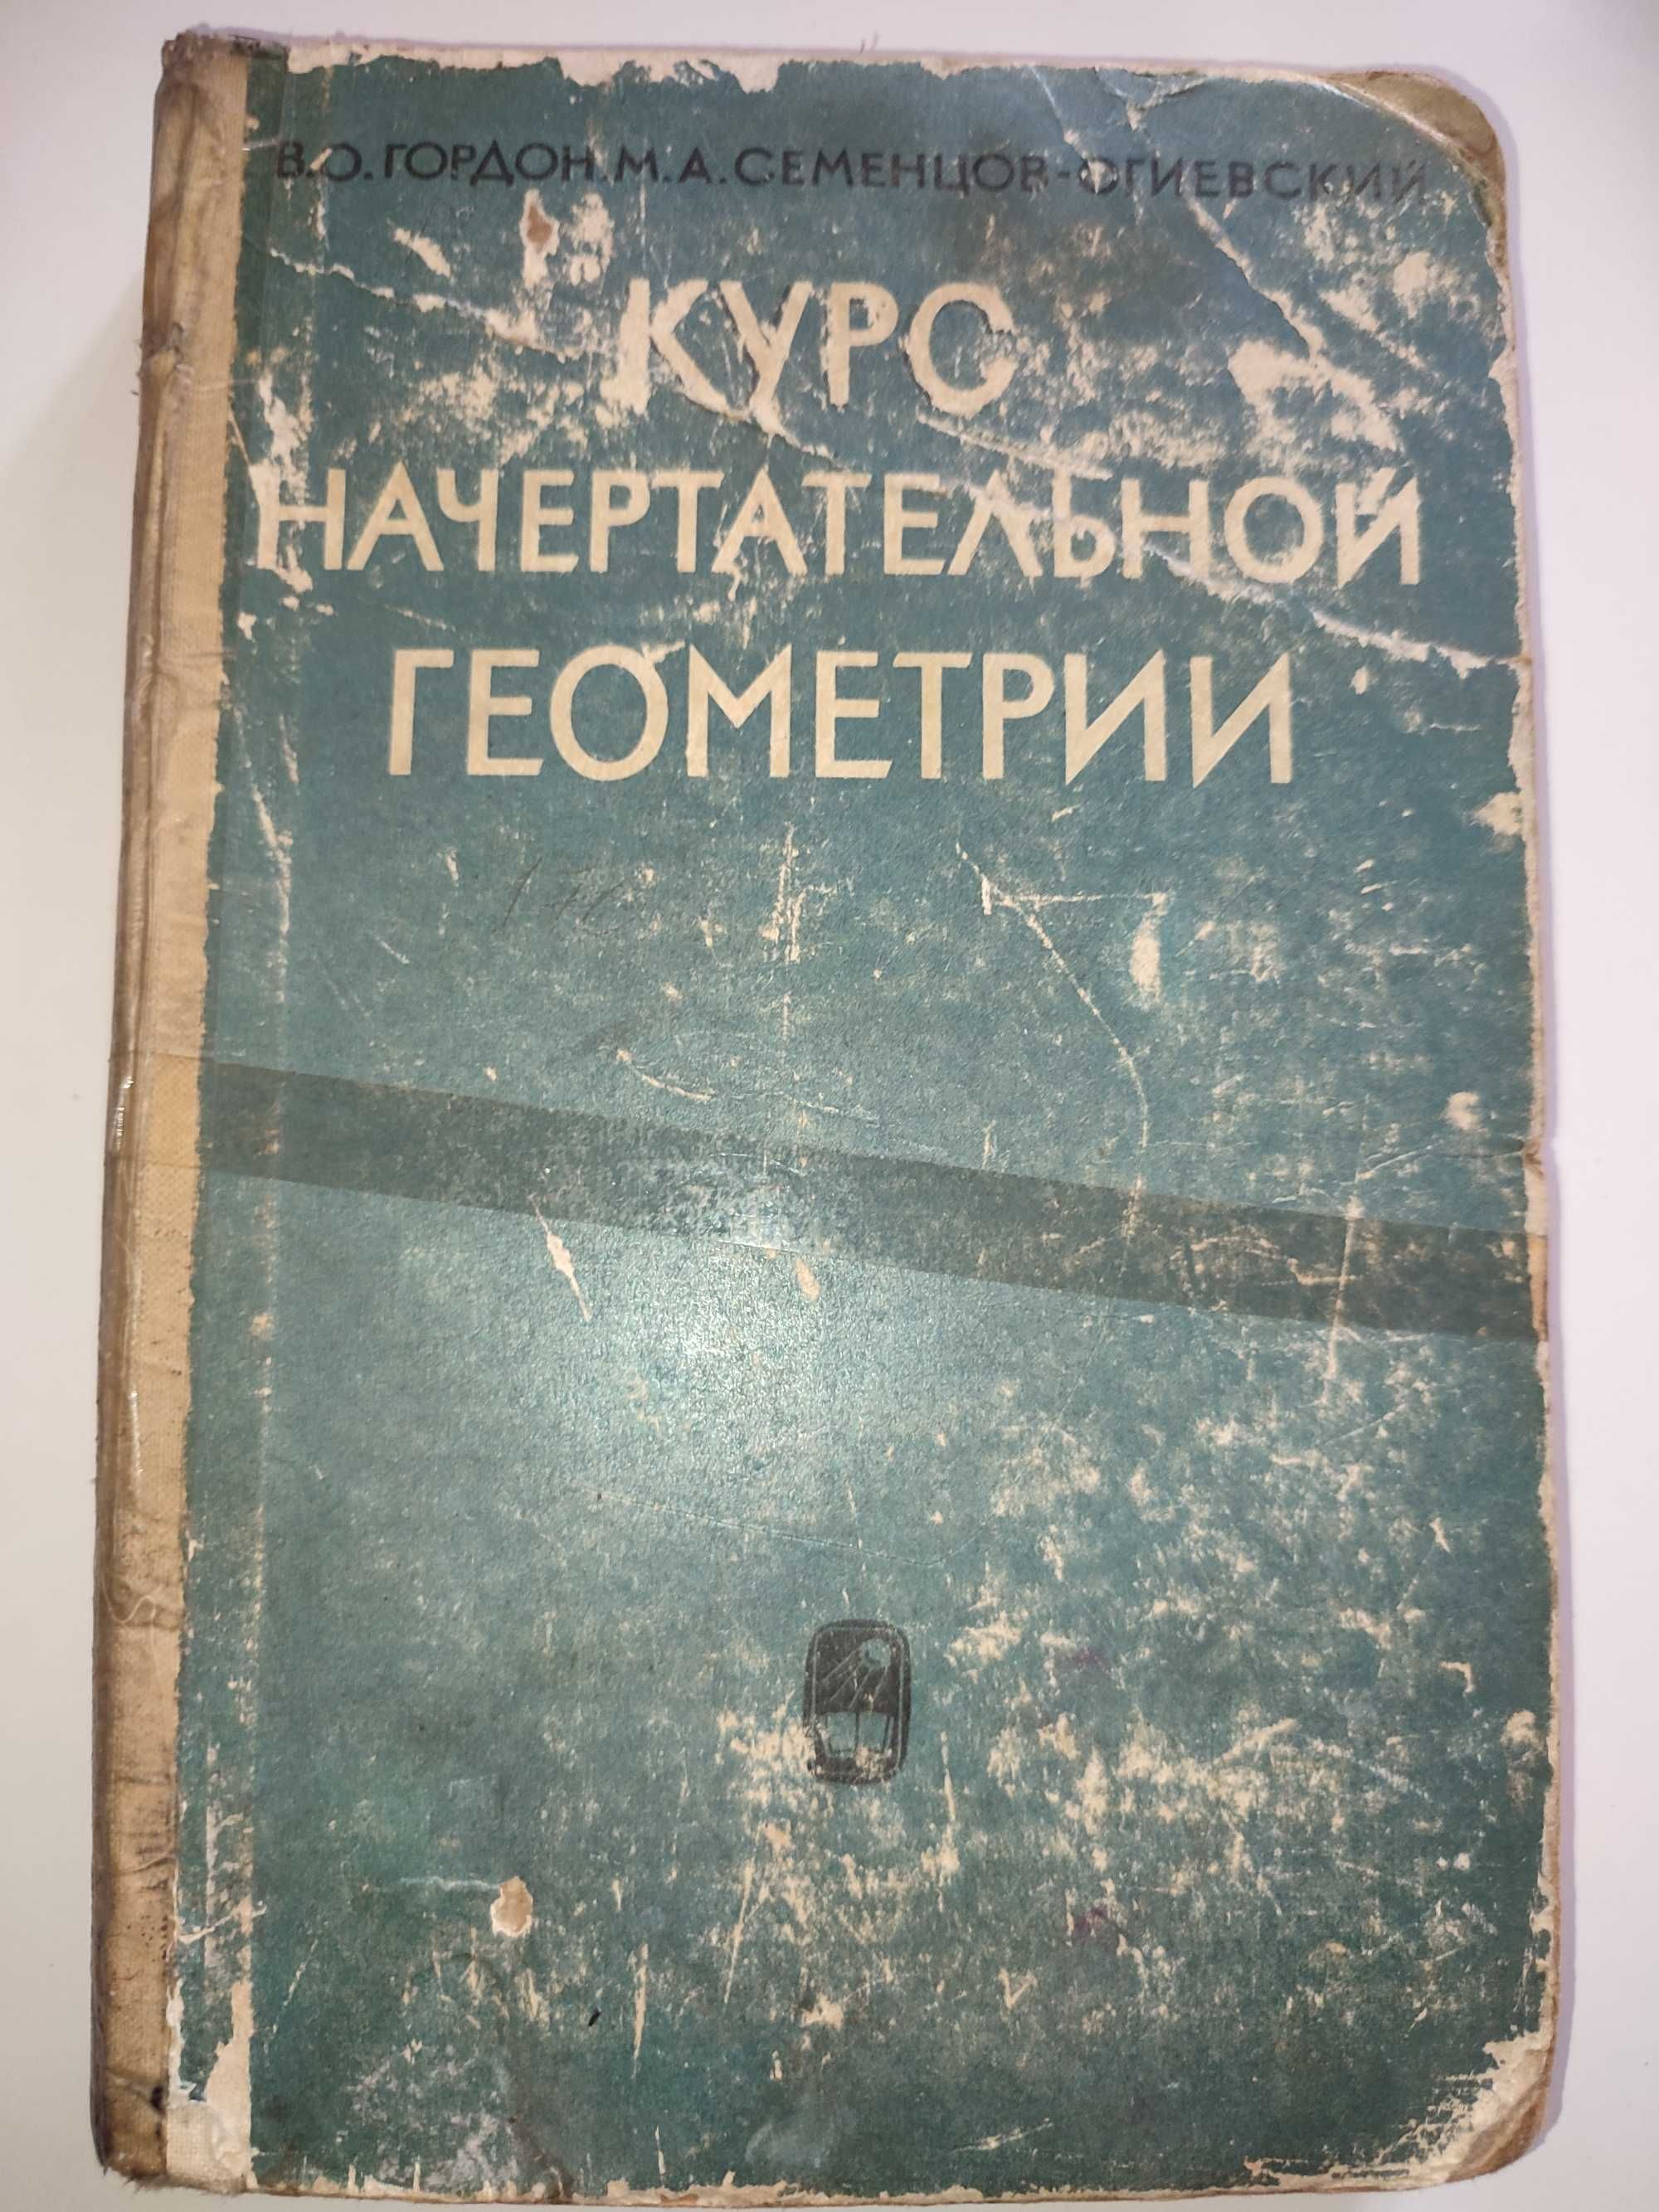 В.О.ГОРДОН, М.А.СЕМЕНЦОВ-ОГИЕВСКИЙ
КУРС
НАЧЕРТАТЕЛЬНОЙ
ГЕОМЕТРИИ